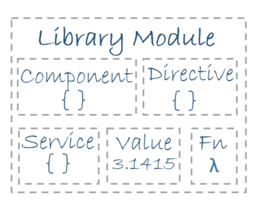 Library Module
Component Directive
{ } { }
Service Value Fn
{ } 3.1415 λ